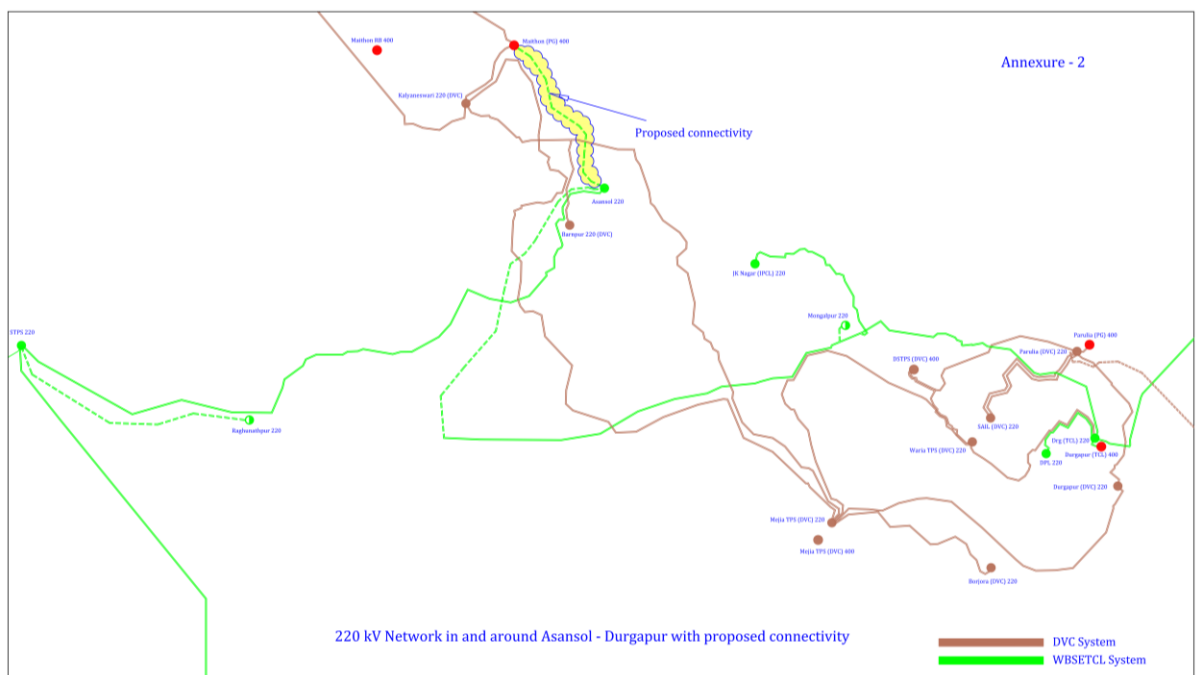 Maithon RB 400
Maithon (PG) 400
Annexure - 2
Kalyaneswari 220 (DVC)
Proposed connectivity
Asansol 220
Burnpur 220 (DVC)
JK Nagar (IPCL) 220
Mongalpur 220
STPS 220
Parulia (PG) 400
Parulia (DVC) 220
DSTPS (DVC) 400
Raghunathpur 220
SAIL (DVC) 220
Drg (TCL) 220
Waria TPS (DVC) 220
Durgapur (TCL) 400
DPL 220
Durgapur (DVC) 220
Mejia TPS (DVC) 220
Mejia TPS (DVC) 400
Borjora (DVC) 220
220 kV Network in and around Asansol - Durgapur with proposed connectivity
DVC System
WBSETCL System